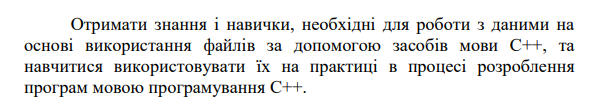 Отримати знання і навички, необхідні для роботи з даними на
основі використання файлів за допомогою засобів мови С++, та
навчитися використовувати їх на практиці в процесі розроблення
програм мовою програмування С++.